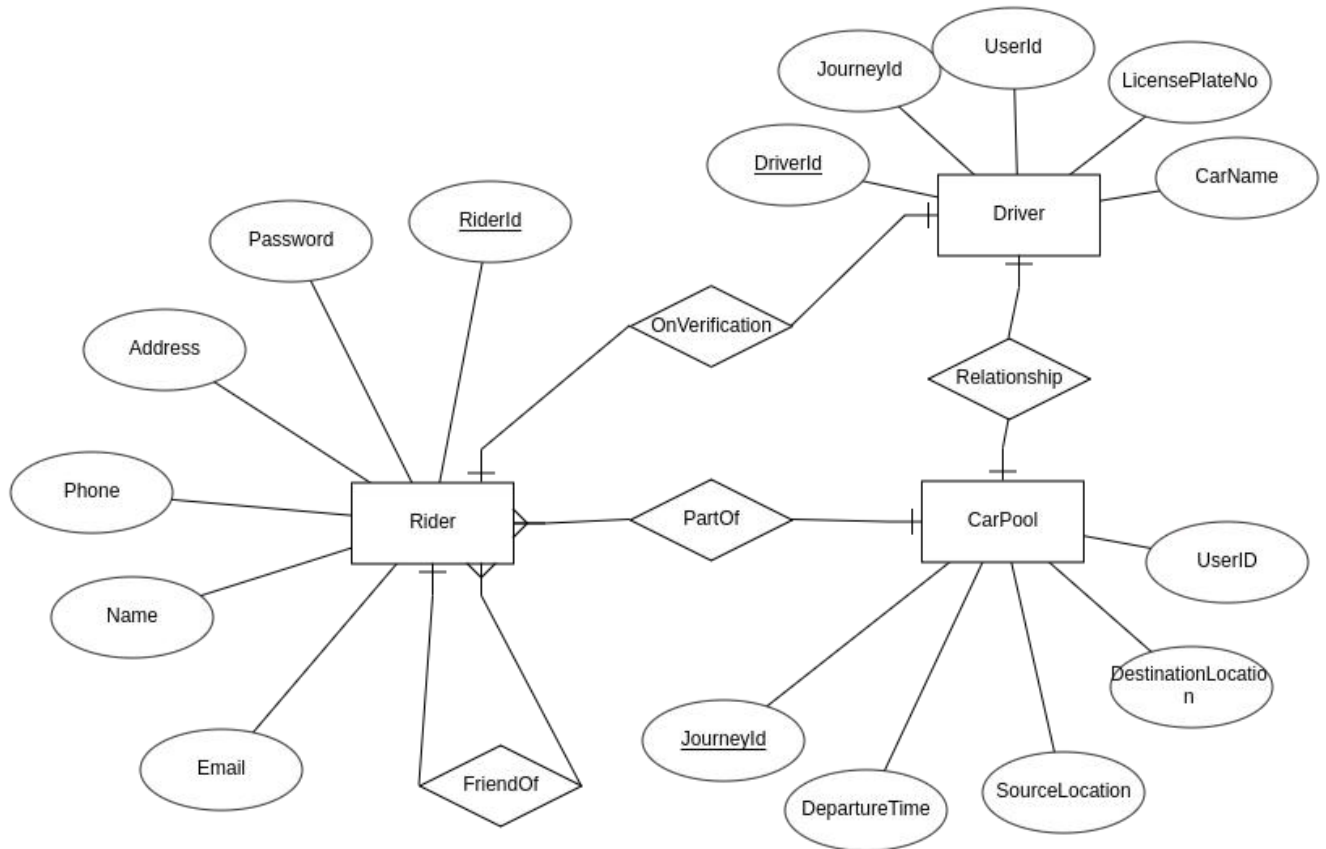 UserId
JourneyId
LicensePlateNo
DriverId
CarName
Driver
RiderId
Password
OnVerification
Address
Relationship
Phone
Rider
PartOf
CarPool
UserID
Name
DestinationLocatio
n
JourneyId
Email
FriendOf
SourceLocation
DepartureTime